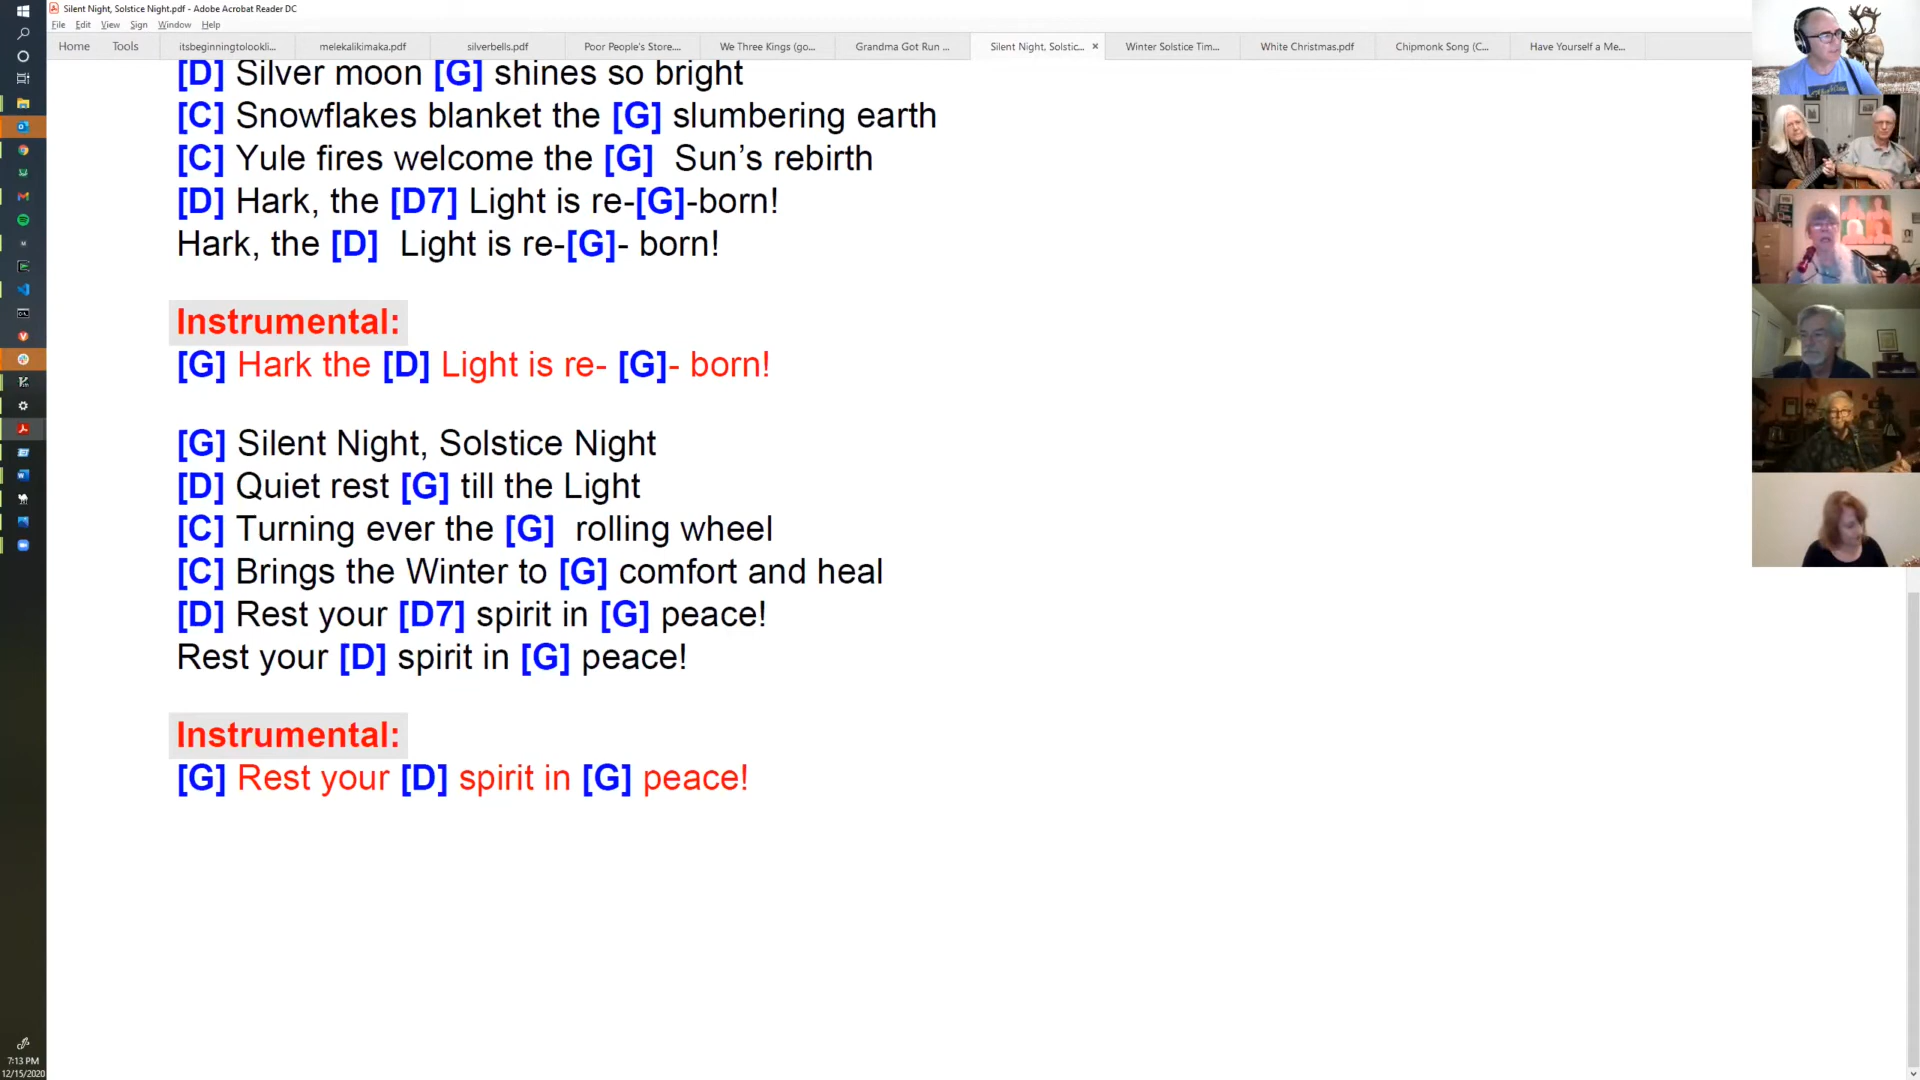 Silent Night, Solstice Night.pdf - Adobe Acrobat Reader DC
File Edit View Sign Window Help
Home Tools itsbeginningtolookli... melekalikimaka.pdf silverbells.pdf Poor People's Store.... We Three Kings (go... Grandma Got Run ... Silent Night, Solstic... × Winter Solstice Tim... White Christmas.pdf Chipmonk Song (C... Have Yourself a Me...
[D] Silver moon [G] shines so bright
[C] Snowflakes blanket the [G] slumbering earth
[C] Yule fires welcome the [G] Sun’s rebirth
[D] Hark, the [D7] Light is re-[G]-born!
Hark, the [D] Light is re-[G]- born!
Instrumental:
[G] Hark the [D] Light is re- [G]- born!
[G] Silent Night, Solstice Night
[D] Quiet rest [G] till the Light
[C] Turning ever the [G] rolling wheel
[C] Brings the Winter to [G] comfort and heal
[D] Rest your [D7] spirit in [G] peace!
Rest your [D] spirit in [G] peace!
Instrumental:
[G] Rest your [D] spirit in [G] peace!
7:13 PM
12/15/2020